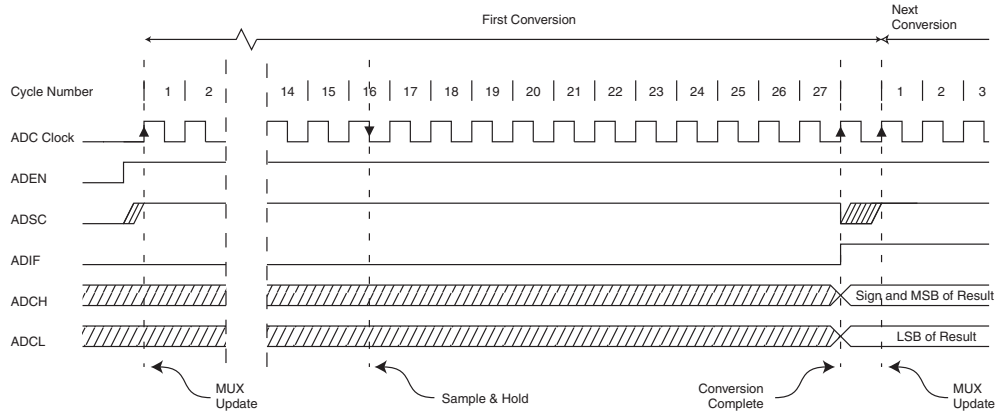 First Conversion
Next
Conversion
Cycle Number 1 2 14 15 16 17 18 19 20 21 22 23 24 25 26 27 1 2 3
ADC Clock
ADEN
ADSC
ADIF
ADCH
Sign and MSB of Result
ADCL
LSB of Result
MUX
Update
Sample & Hold
Conversion
Complete
MUX
Update